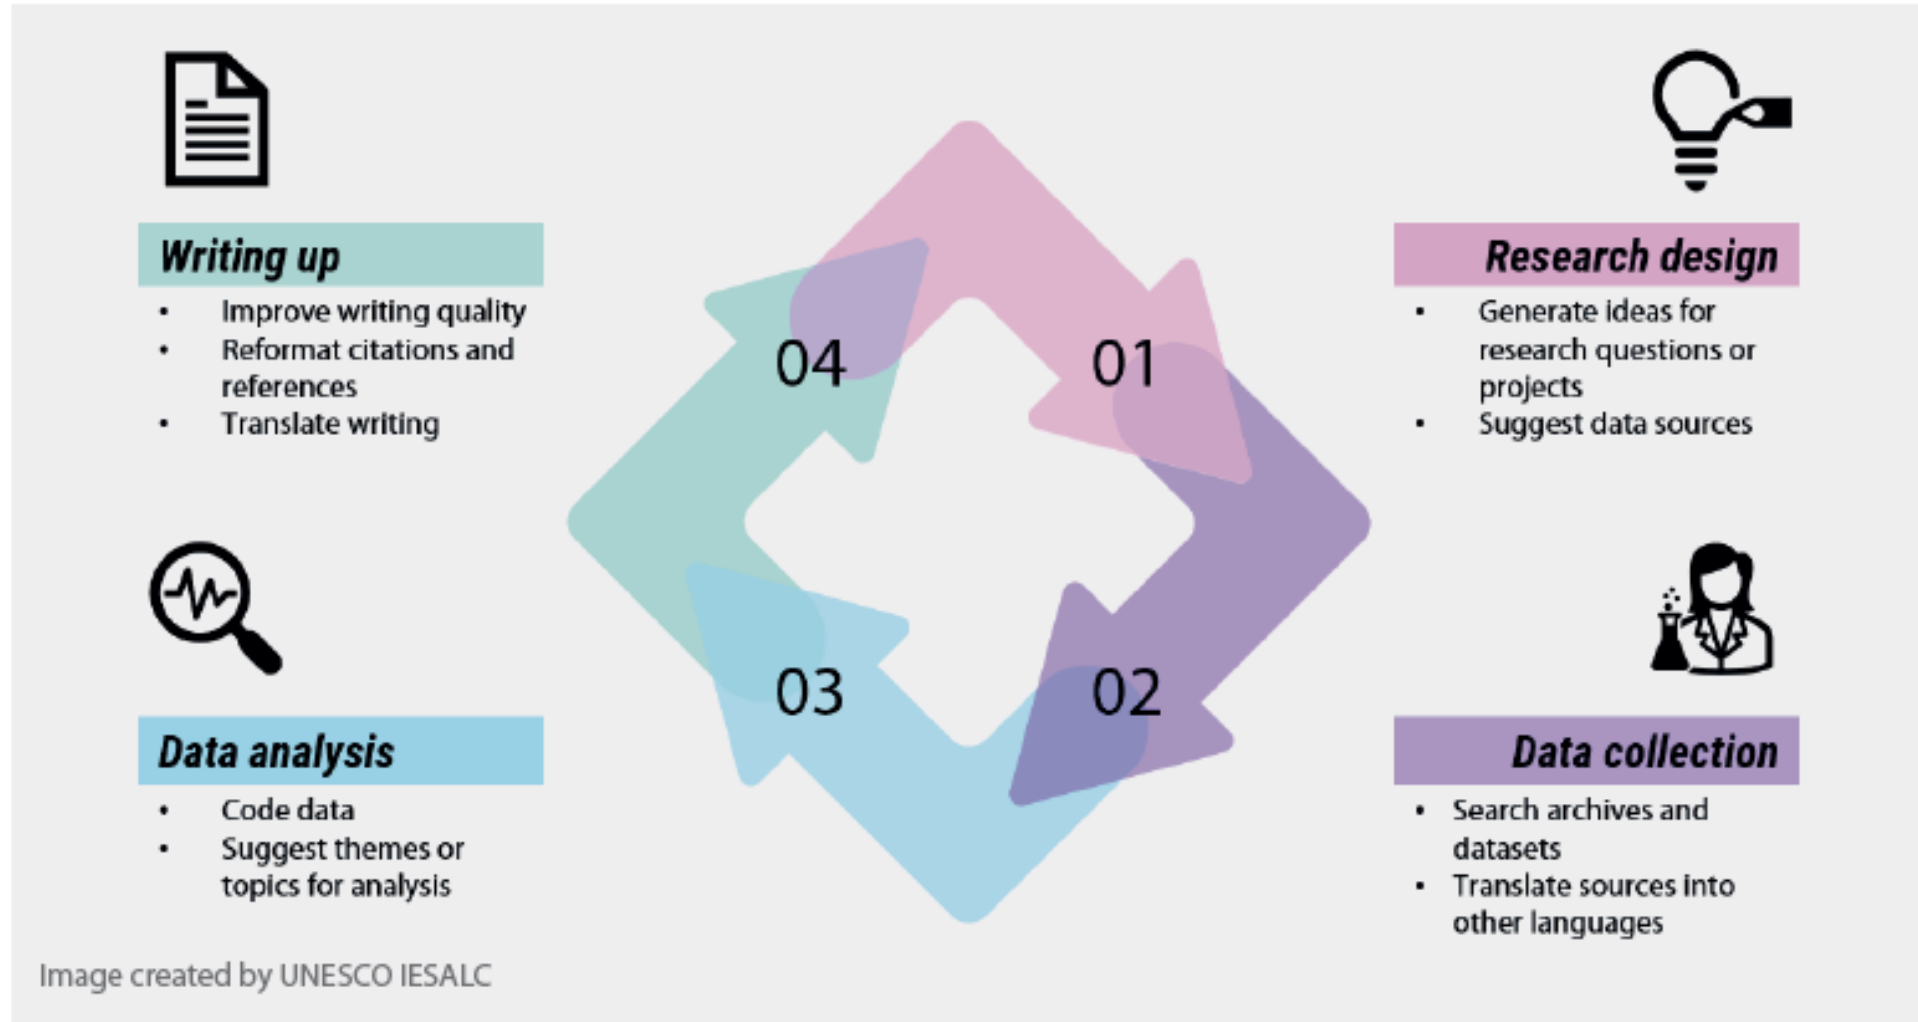 Writing up
• Improve writing quality
• Reformat citations and
references
• Translate writing
04
01
Research design
• Generate ideas for
research questions or
projects
• Suggest data sources
Data analysis
• Code data
• Suggest themes or
topics for analysis
03
02
Data collection
• Search archives and
datasets
• Translate sources into
other languages
Image created by UNESCO IESALC